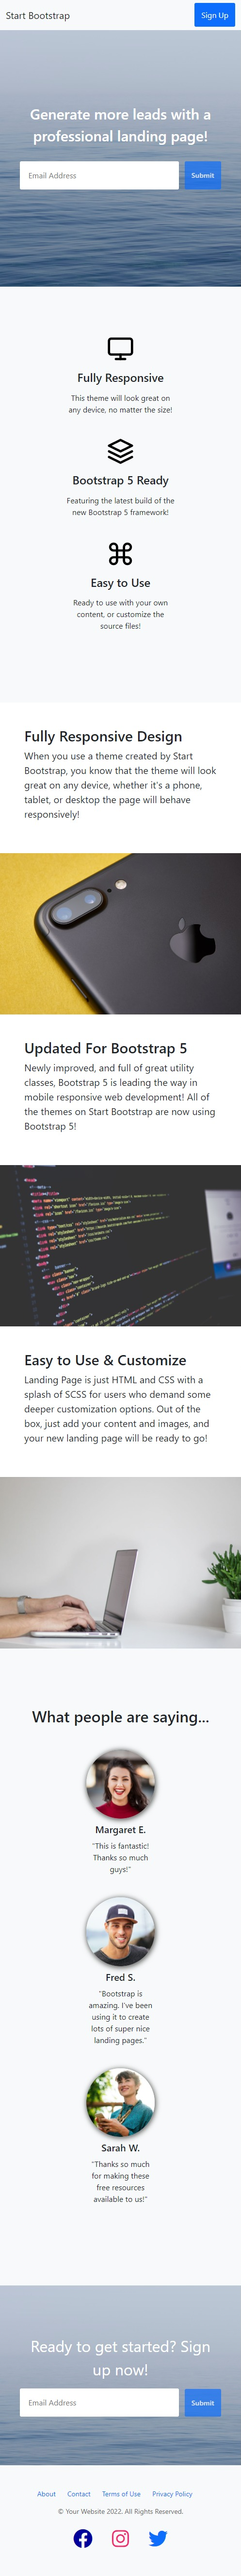 Start Bootstrap
Sign Up
Generate more leads with a
professional landing page!
Email Address
Submit
Fully Responsive
This theme will look great on
any device, no matter the size!
Bootstrap 5 Ready
Featuring the latest build of the
new Bootstrap 5 framework!
Easy to Use
Ready to use with your own
content, or customize the
source files!
Fully Responsive Design
When you use a theme created by Start
Bootstrap, you know that the theme will look
great on any device, whether it's a phone,
tablet, or desktop the page will behave
responsively!
Updated For Bootstrap 5
Newly improved, and full of great utility
classes, Bootstrap 5 is leading the way in
mobile responsive web development! All of
the themes on Start Bootstrap are now using
Bootstrap 5!
Easy to Use & Customize
Landing Page is just HTML and CSS with a
splash of SCSS for users who demand some
deeper customization options. Out of the
box, just add your content and images, and
your new landing page will be ready to go!
What people are saying...
Margaret E.
"This is fantastic!
Thanks so much
guys!"
Fred S.
"Bootstrap is
amazing. I've been
using it to create
lots of super nice
landing pages."
Sarah W.
"Thanks so much
for making these
free resources
available to us!"
Ready to get started? Sign
up now!
Email Address
Submit
About
Contact
Terms of Use
Privacy Policy
© Your Website 2022. All Rights Reserved.